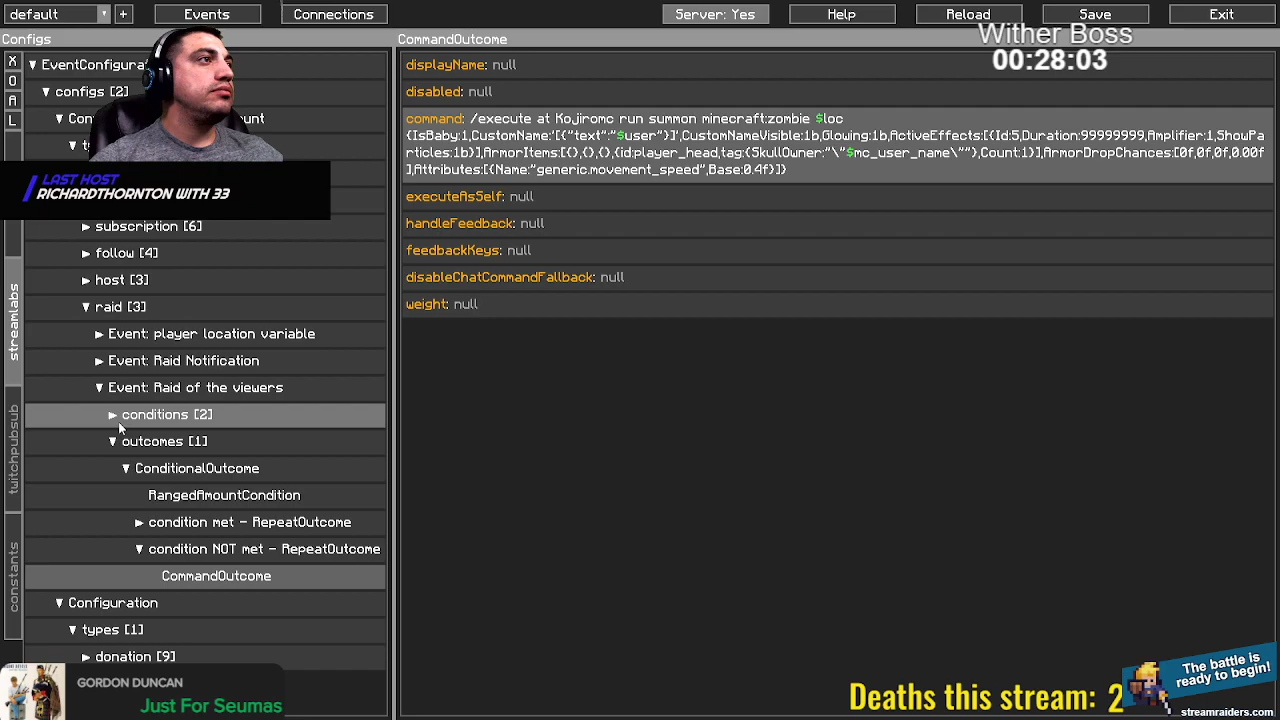 default
+
Events
Connections
Server: Yes
Help
Reload
Save
Exit
Configs
CommandOutcome
Wither Boss
00:28:03
X
O
A
L
streamlabs
twitchpubsub
constants
EventConfigura
configs [2]
Con
unt
ty
LAST HOST
RICHARDTHORNTON WITH 33
subscription [6]
follow [4]
host [3]
raid [3]
Event: player location variable
Event: Raid Notification
Event: Raid of the viewers
conditions [2]
outcomes [1]
ConditionalOutcome
RangedAmountCondition
condition met - RepeatOutcome
condition NOT met - RepeatOutcome
CommandOutcome
Configuration
types [1]
donation [9]
displayName: null
disabled: null
command: /execute at Kojiromc run summon minecraft:zombie $loc
{IsBaby:1,CustomName:'[{"text":"$user"}]',CustomNameVisible:1b,Glowing:1b,ActiveEffects:[{Id:5,Duration:99999999,Amplifier:1,ShowPa
rticles:1b}],ArmorItems:[{},{},{},{id:player_head,tag:{SkullOwner:"\"$mc_user_name\""},Count:1}],ArmorDropChances:[0f,0f,0f,0.00f
],Attributes:[{Name:"generic.movement_speed",Base:0.4f}]}
executeAsSelf: null
handleFeedback: null
feedbackKeys: null
disableChatCommandFallback: null
weight: null
GORDON DUNCAN
Just For Seumas
Deaths this stream: 2
The battle is
ready to begin!
streamraiders.com